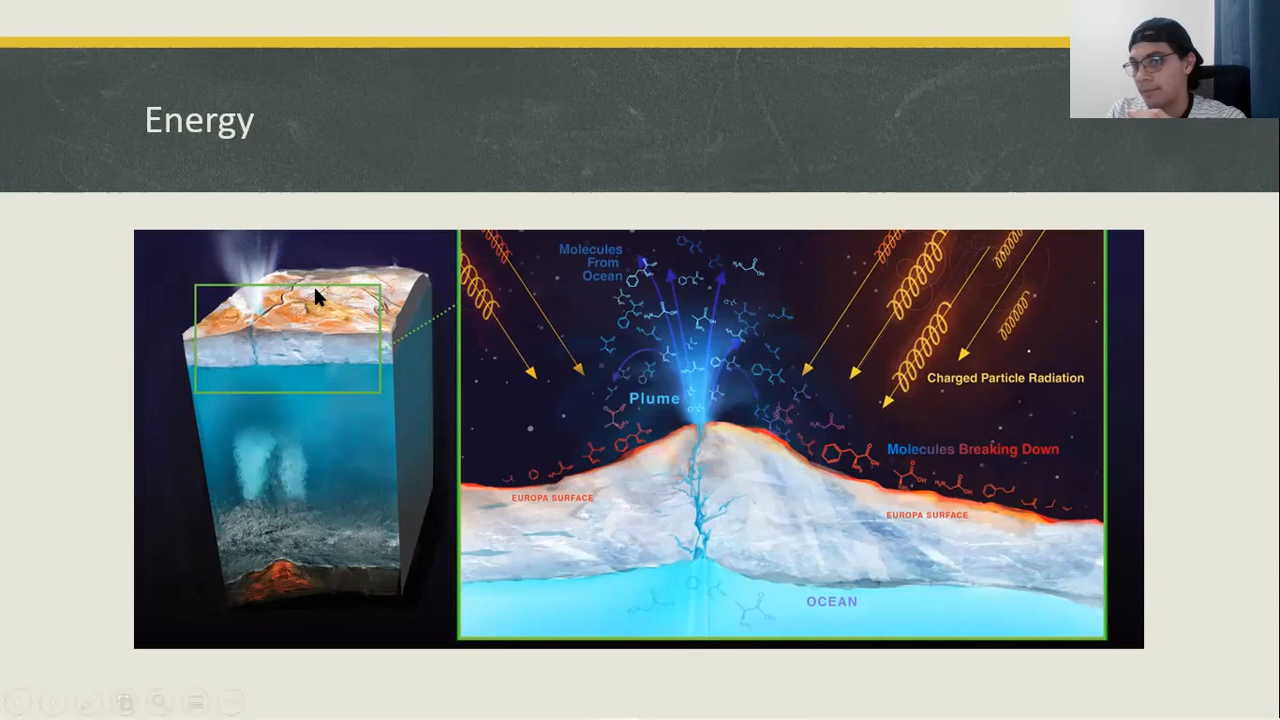 Energy
Molecules
From
Ocean
Charged Particle Radiation
Plume
Molecules Breaking Down
EUROPA SURFACE
EUROPA SURFACE
OCEAN